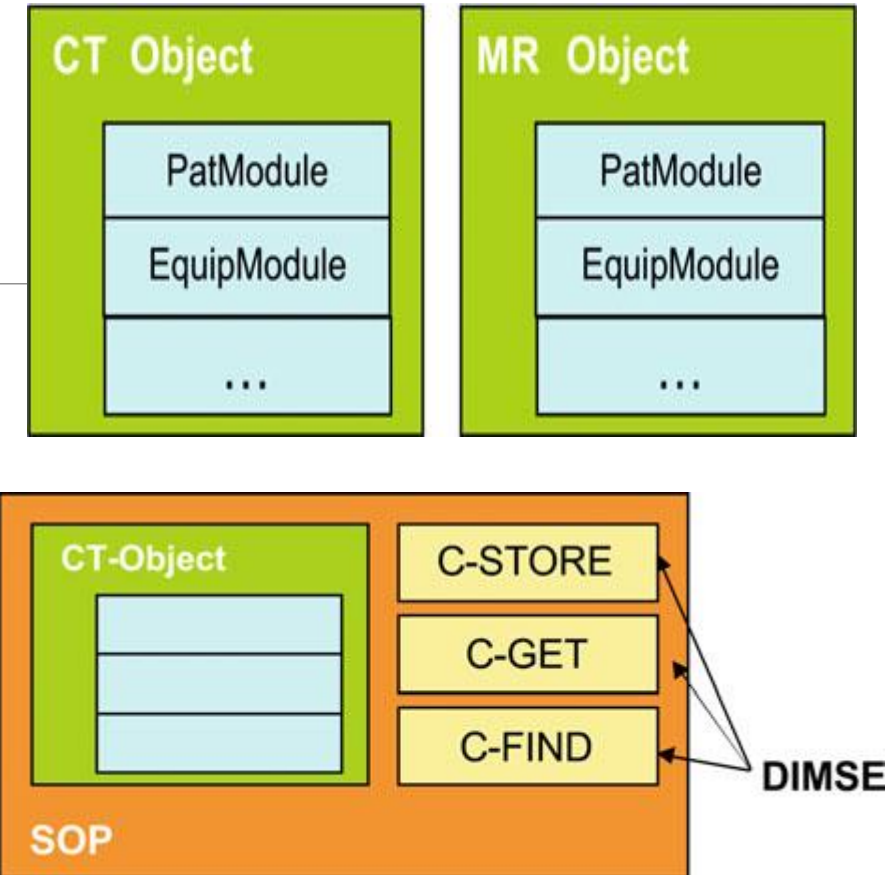 CT Object
PatModule
EquipModule
...
MR Object
PatModule
EquipModule
...
CT-Object
C-STORE
C-GET
C-FIND
DIMSE
SOP